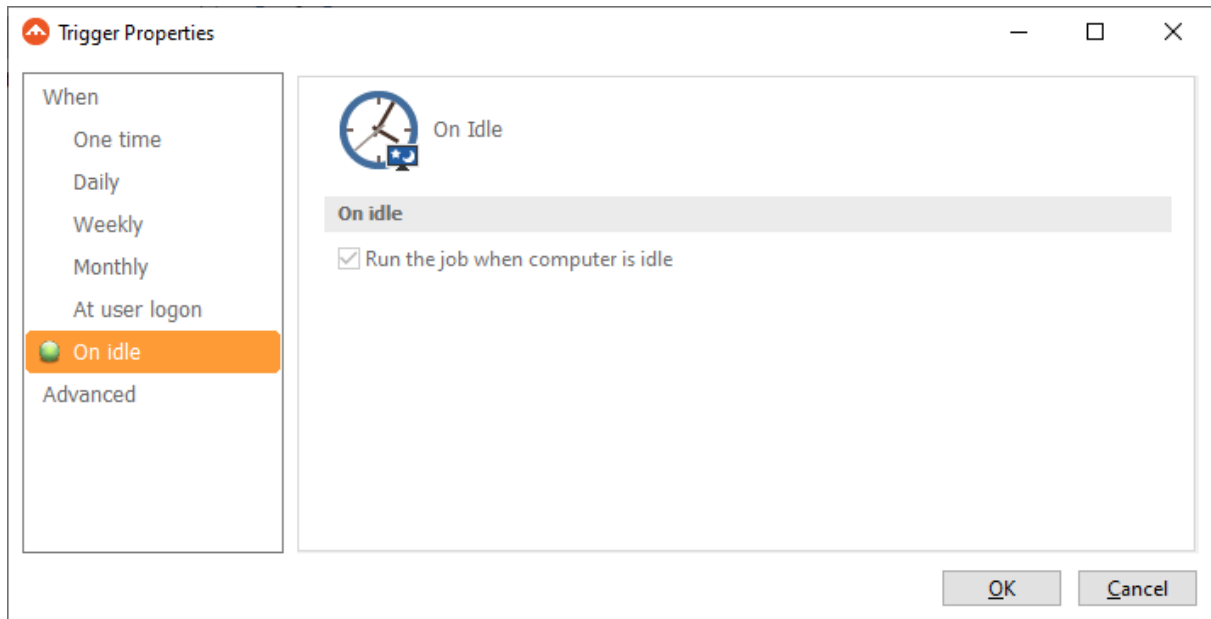 Trigger Properties
When
One time
Daily
Weekly
Monthly
At user logon
On idle
Advanced
On Idle
On idle
Run the job when computer is idle
OK
Cancel